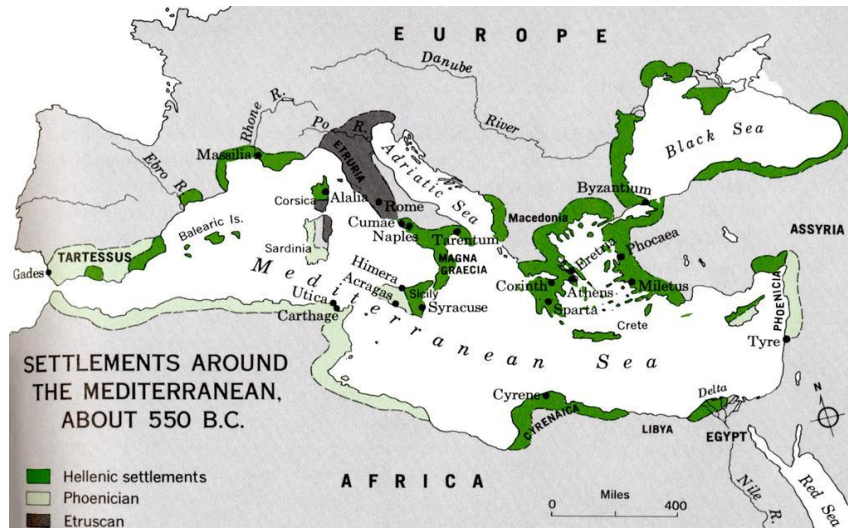 EUROPE
Danube
River
Rhone R.
Po R.
Massilia
Ebro R.
ETRURIA
Adriatic Sea
Black Sea
Corsica
Alalia
Rome
Byzantium
Balearic Is.
Cumae
Naples
Macedonia
ASSYRIA
TARTESSUS
Sardinia
Tarentum
Eretria
Phocaea
Gades
MAGNA
GRAECIA
Himera
Acragas
Sicily
Corinth
Athens
Miletus
PHOENICIA
Utica
Carthage
Syracuse
Sparta
Crete
Mediterranean Sea
Tyre
SETTLEMENTS AROUND
THE MEDITERRANEAN,
ABOUT 550 B.C.
Cyrene
CYRENAICA
LIBYA
Delta
EGYPT
N
Hellenic settlements
Phoenician
Etruscan
AFRICA
Miles
0
400
Nile R.
Red Sea